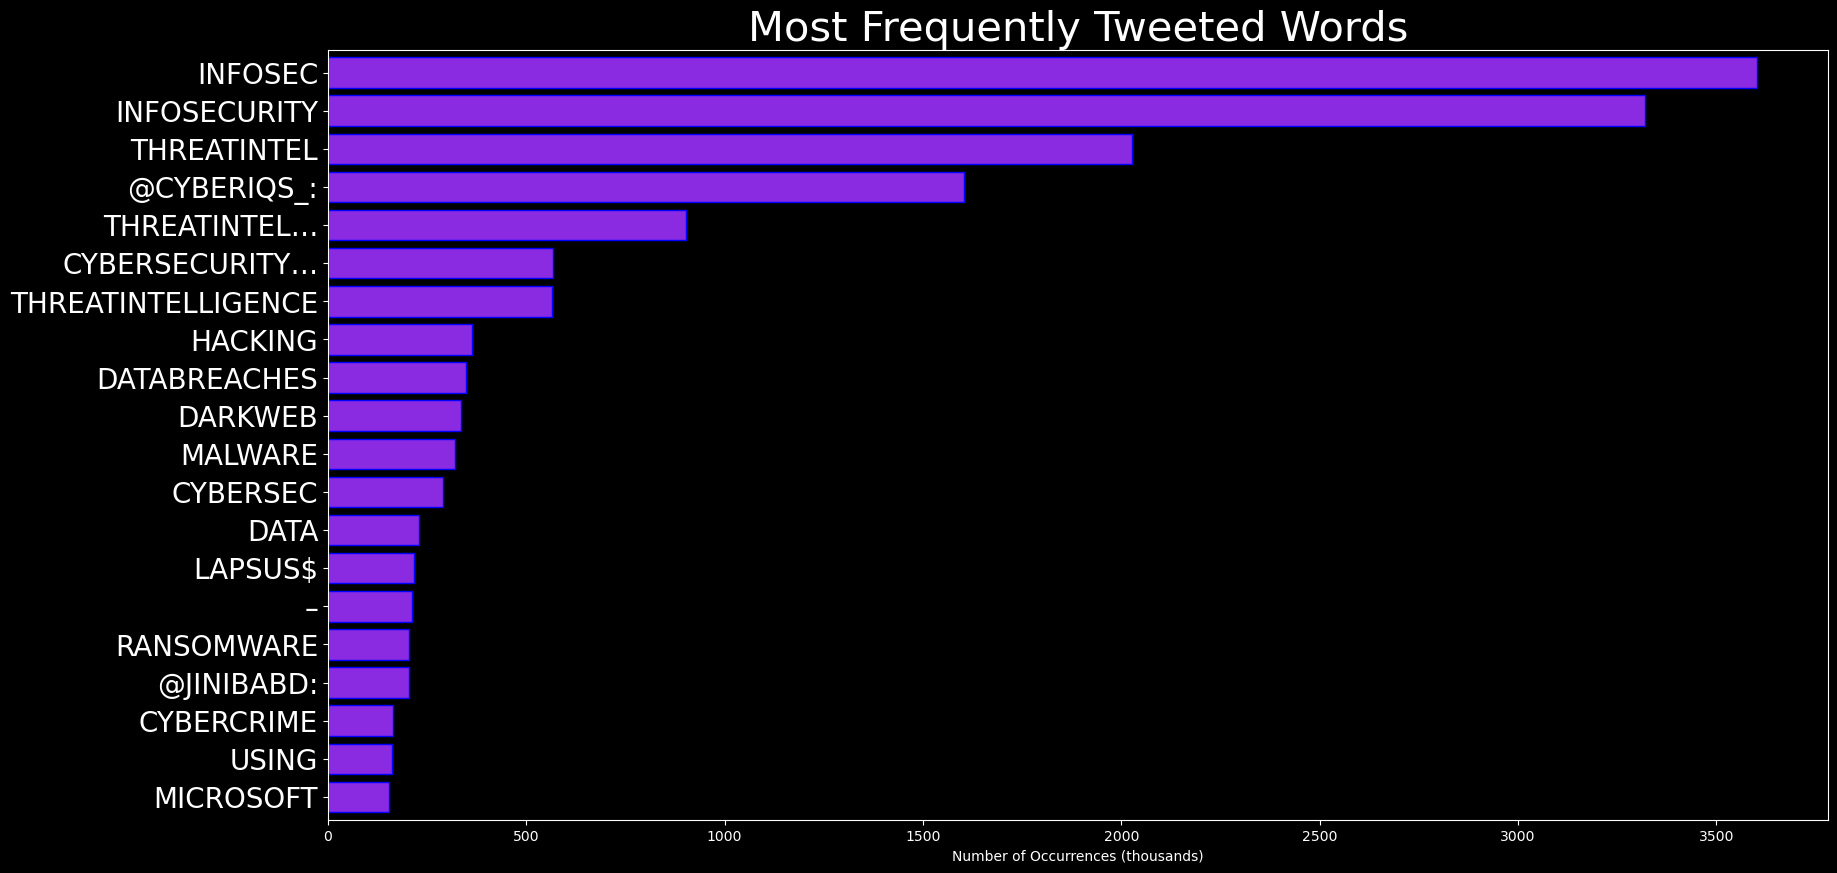 Most Frequently Tweeted Words
INFOSEC
INFOSECURITY
THREATINTEL
@CYBERIQS_:
THREATINTEL…
CYBERSECURITY…
THREATINTELLIGENCE
HACKING
DATABREACHES
DARKWEB
MALWARE
CYBERSEC
DATA
LAPSUS$
–
RANSOMWARE
@JINIBABD:
CYBERCRIME
USING
MICROSOFT
0 500 1000 1500 2000 2500 3000 3500
Number of Occurrences (thousands)